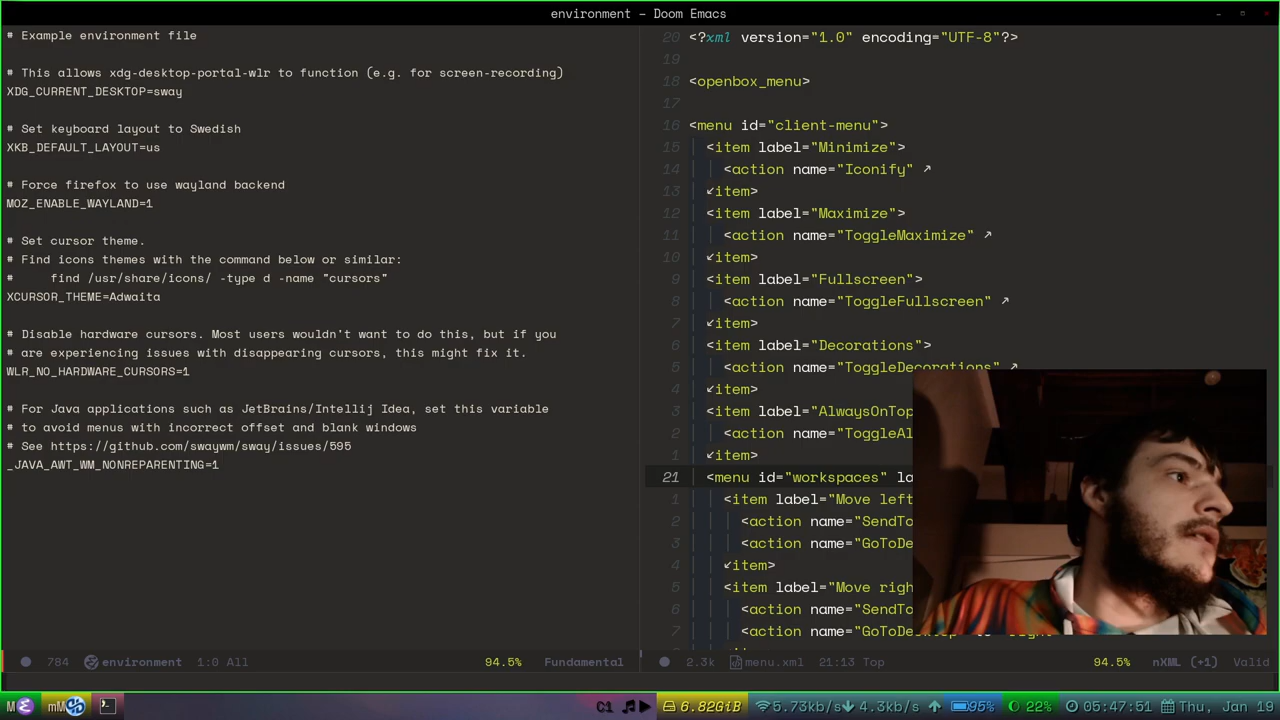 environment – Doom Emacs
# Example environment file
# This allows xdg-desktop-portal-wlr to function (e.g. for screen-recording)
XDG_CURRENT_DESKTOP=sway
# Set keyboard layout to Swedish
XKB_DEFAULT_LAYOUT=us
# Force firefox to use wayland backend
MOZ_ENABLE_WAYLAND=1
# Set cursor theme.
# Find icons themes with the command below or similar:
#     find /usr/share/icons/ -type d -name "cursors"
XCURSOR_THEME=Adwaita
# Disable hardware cursors. Most users wouldn't want to do this, but if you
# are experiencing issues with disappearing cursors, this might fix it.
WLR_NO_HARDWARE_CURSORS=1
# For Java applications such as JetBrains/Intellij Idea, set this variable
# to avoid menus with incorrect offset and blank windows
# See https://github.com/swaywm/sway/issues/595
_JAVA_AWT_WM_NONREPARENTING=1
784 environment 1:0 All 94.5% Fundamental
20 <?xml version="1.0" encoding="UTF-8"?>
19
18 <openbox_menu>
17
16 <menu id="client-menu">
15 <item label="Minimize">
14 <action name="Iconify" ↗
13 ↙item>
12 <item label="Maximize">
11 <action name="ToggleMaximize" ↗
10 ↙item>
9 <item label="Fullscreen">
8 <action name="ToggleFullscreen" ↗
7 ↙item>
6 <item label="Decorations">
5 <action name="ToggleDecorations" ↗
4 ↙item>
3 <item label="AlwaysOnTop
2 <action name="ToggleAl
1 ↙item>
21 <menu id="workspaces" la
1 <item label="Move left
2 <action name="SendTo
3 <action name="GoToDe
4 ↙item>
5 <item label="Move righ
6 <action name="SendTo
7 <action name="GoToDe
2.3k menu.xml 21:13 Top 94.5% nXML (+1) Valid
M mM C1 6.82GiB 5.73kb/s 4.3kb/s 95% 22% 05:47:51 Thu, Jan 19